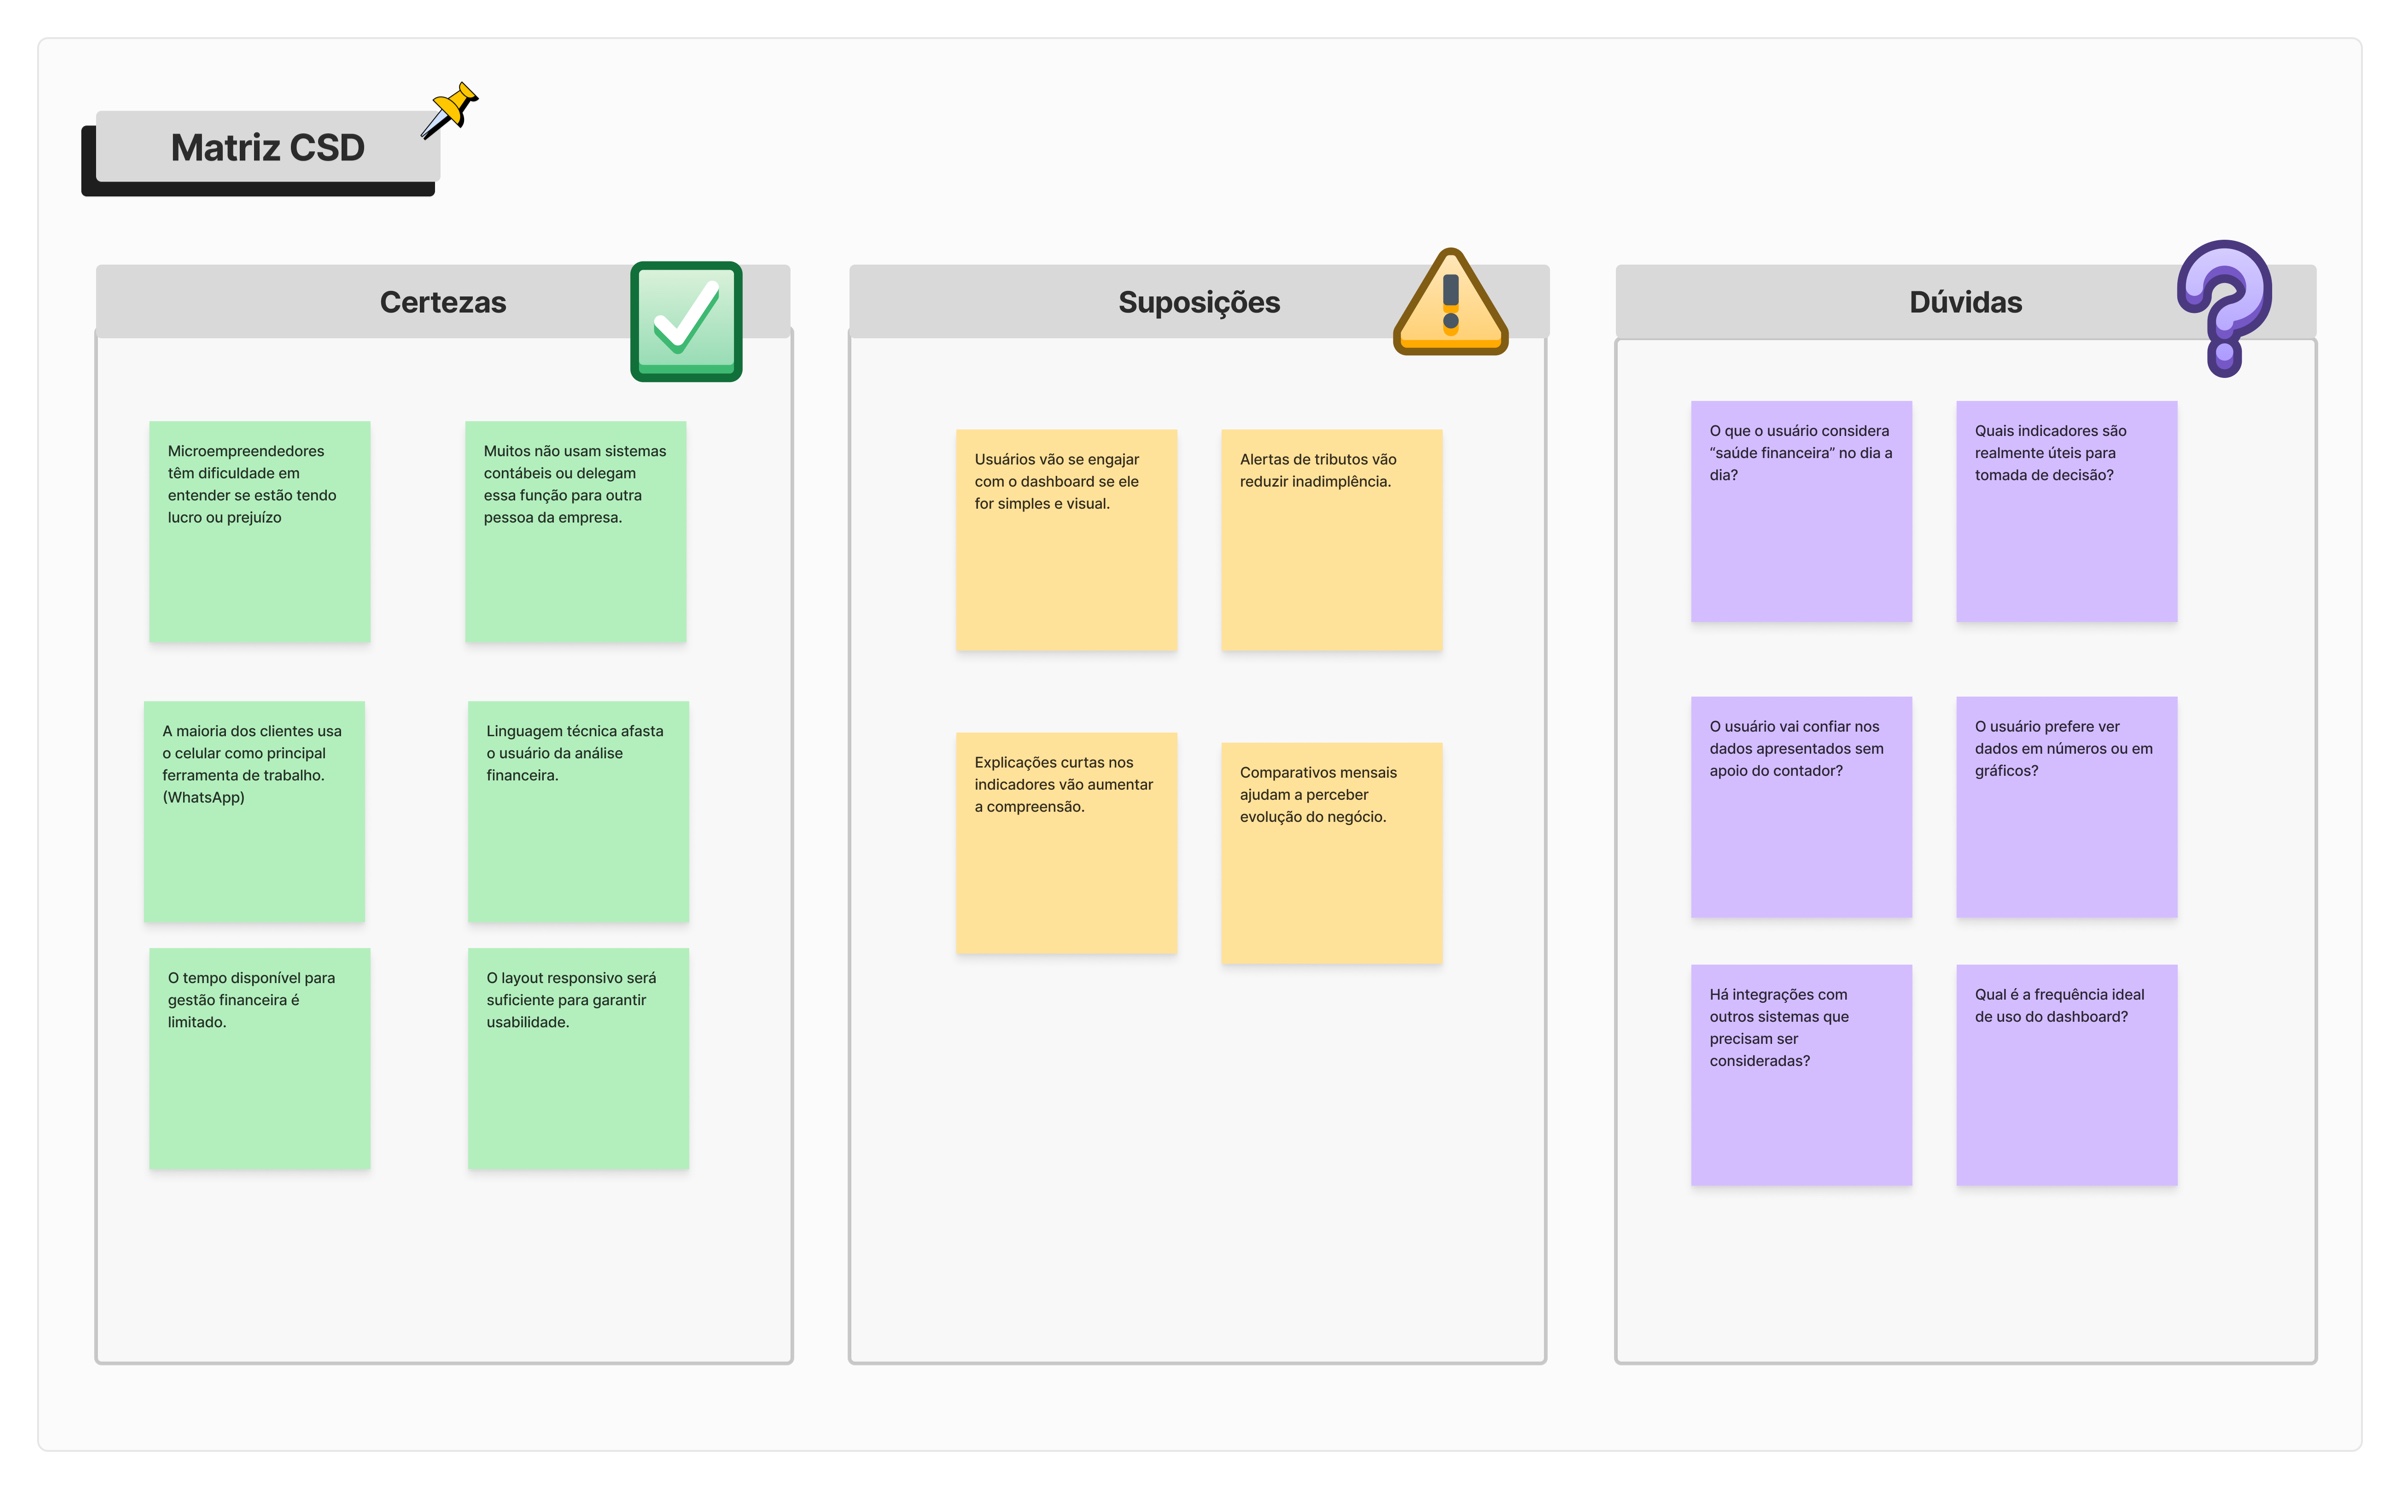 Matriz CSD
Certezas
Microempreendedores
têm dificuldade em
entender se estão tendo
lucro ou prejuízo
Muitos não usam sistemas
contábeis ou delegam
essa função para outra
pessoa da empresa.
A maioria dos clientes usa
o celular como principal
ferramenta de trabalho.
(WhatsApp)
Linguagem técnica afasta
o usuário da análise
financeira.
O tempo disponível para
gestão financeira é
limitado.
O layout responsivo será
suficiente para garantir
usabilidade.
Suposições
Usuários vão se engajar
com o dashboard se ele
for simples e visual.
Alertas de tributos vão
reduzir inadimplência.
Explicações curtas nos
indicadores vão aumentar
a compreensão.
Comparativos mensais
ajudam a perceber
evolução do negócio.
Dúvidas
O que o usuário considera
“saúde financeira” no dia a
dia?
Quais indicadores são
realmente úteis para
tomada de decisão?
O usuário vai confiar nos
dados apresentados sem
apoio do contador?
O usuário prefere ver
dados em números ou em
gráficos?
Há integrações com
outros sistemas que
precisam ser
consideradas?
Qual é a frequência ideal
de uso do dashboard?